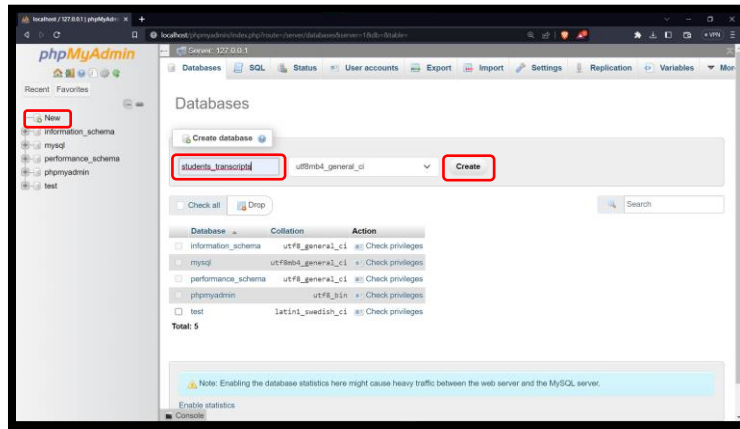 localhost / 127.0.0.1 | phpMyAdmin
localhost/phpmyadmin/index.php?route=/server/databases&server=1&db=&table=
VPN
phpMyAdmin
Recent Favorites
New
information_schema
mysql
performance_schema
phpmyadmin
test
Server: 127.0.0.1
Databases SQL Status User accounts Export Import Settings Replication Variables Mor
Databases
Create database
students_transcripts utf8mb4_general_ci Create
Check all Drop Search
Database Collation Action
information_schema utf8_general_ci Check privileges
mysql utf8mb4_general_ci Check privileges
performance_schema utf8_general_ci Check privileges
phpmyadmin utf8_bin Check privileges
test latin1_swedish_ci Check privileges
Total: 5
Note: Enabling the database statistics here might cause heavy traffic between the web server and the MySQL server.
Enable statistics
Console